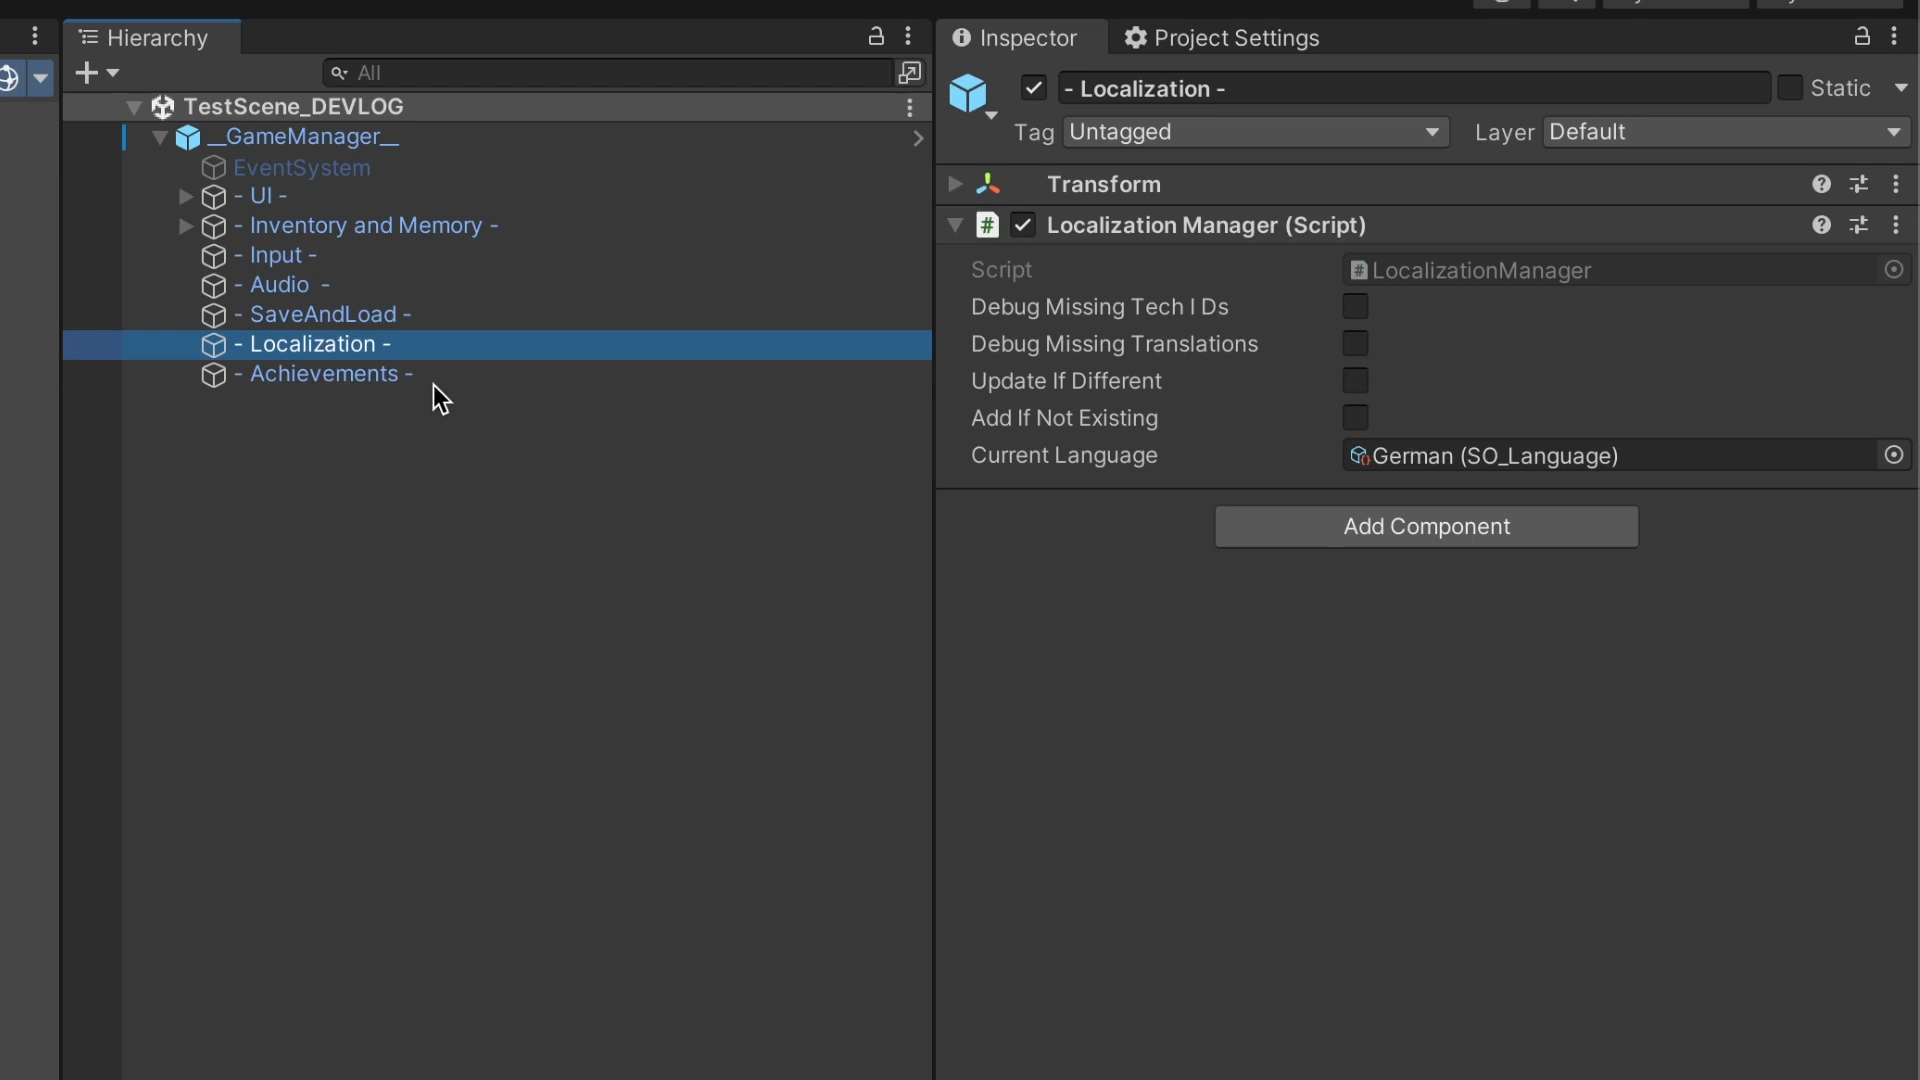 Hierarchy
All
TestScene_DEVLOG
__GameManager__
EventSystem
- UI -
- Inventory and Memory -
- Input -
- Audio  -
- SaveAndLoad -
- Localization -
- Achievements -
Inspector
Project Settings
- Localization -
Static
Tag Untagged
Layer Default
Transform
# Localization Manager (Script)
Script # LocalizationManager
Debug Missing Tech I Ds
Debug Missing Translations
Update If Different
Add If Not Existing
Current Language German (SO_Language)
Add Component